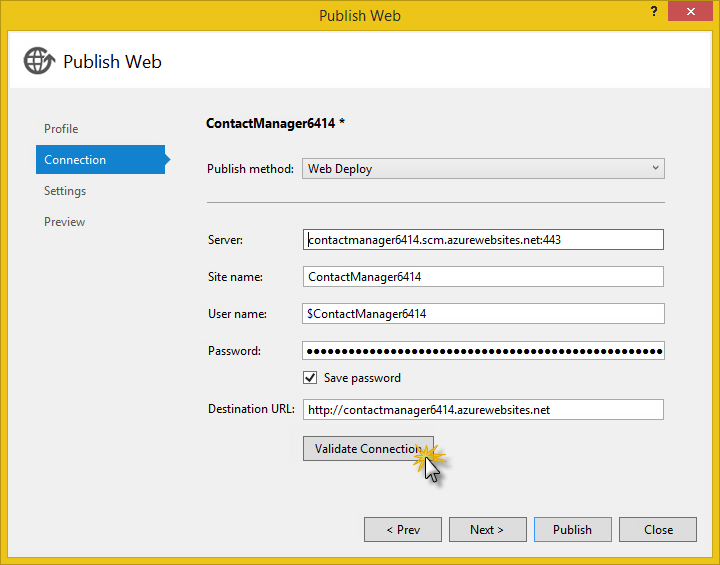 Publish Web
?
Publish Web
Profile
Connection
Settings
Preview
ContactManager6414 *
Publish method: Web Deploy
Server: contactmanager6414.scm.azurewebsites.net:443
Site name: ContactManager6414
User name: $ContactManager6414
Password: ●●●●●●●●●●●●●●●●●●●●●●●●●●●●●●●●●●●●●●●●●●●●●●●●●●●
Save password
Destination URL: http://contactmanager6414.azurewebsites.net
Validate Connection
< Prev Next > Publish Close